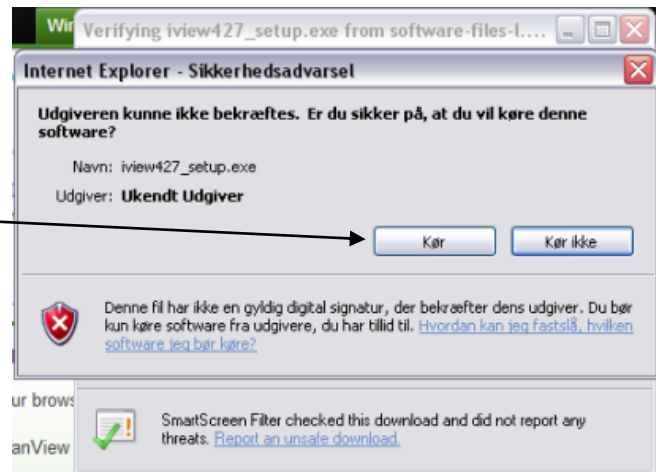 Win
Verifying iview427_setup.exe from software-files-l....
Internet Explorer - Sikkerhedsadvarsel
Udgiveren kunne ikke bekræftes. Er du sikker på, at du vil køre denne
software?
Navn: iview427_setup.exe
Udgiver: Ukendt Udgiver
Kør
Kør ikke
Denne fil har ikke en gyldig digital signatur, der bekræfter dens udgiver. Du bør
kun køre software fra udgivere, du har tillid til. Hvordan kan jeg fastslå, hvilken
software jeg bør køre?
ur brows
anView
SmartScreen Filter checked this download and did not report any
threats. Report an unsafe download.